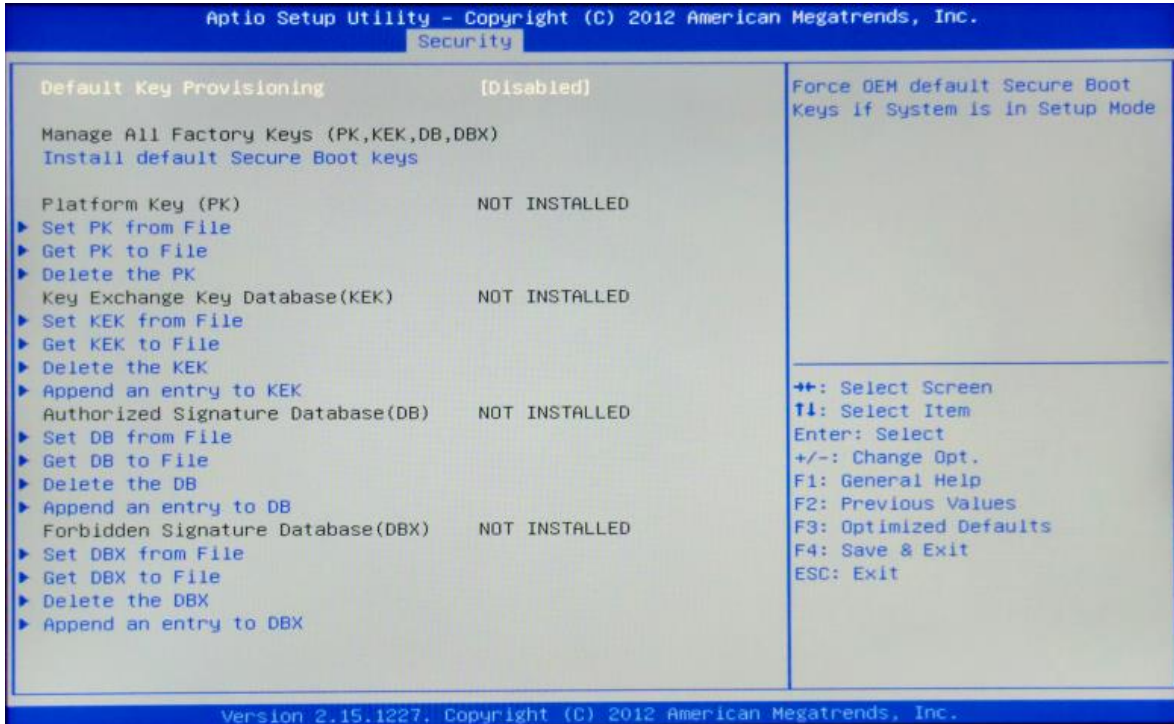 Aptio Setup Utility – Copyright (C) 2012 American Megatrends, Inc.
Security
Default Key Provisioning [Disabled]
Manage All Factory Keys (PK,KEK,DB,DBX)
Install default Secure Boot keys
Platform Key (PK) NOT INSTALLED
▶ Set PK from File
▶ Get PK to File
▶ Delete the PK
Key Exchange Key Database(KEK) NOT INSTALLED
▶ Set KEK from File
▶ Get KEK to File
▶ Delete the KEK
▶ Append an entry to KEK
Authorized Signature Database(DB) NOT INSTALLED
▶ Set DB from File
▶ Get DB to File
▶ Delete the DB
▶ Append an entry to DB
Forbidden Signature Database(DBX) NOT INSTALLED
▶ Set DBX from File
▶ Get DBX to File
▶ Delete the DBX
▶ Append an entry to DBX
Force OEM default Secure Boot
Keys if System is in Setup Mode
→←: Select Screen
↑↓: Select Item
Enter: Select
+/-: Change Opt.
F1: General Help
F2: Previous Values
F3: Optimized Defaults
F4: Save & Exit
ESC: Exit
Version 2.15.1227. Copyright (C) 2012 American Megatrends, Inc.